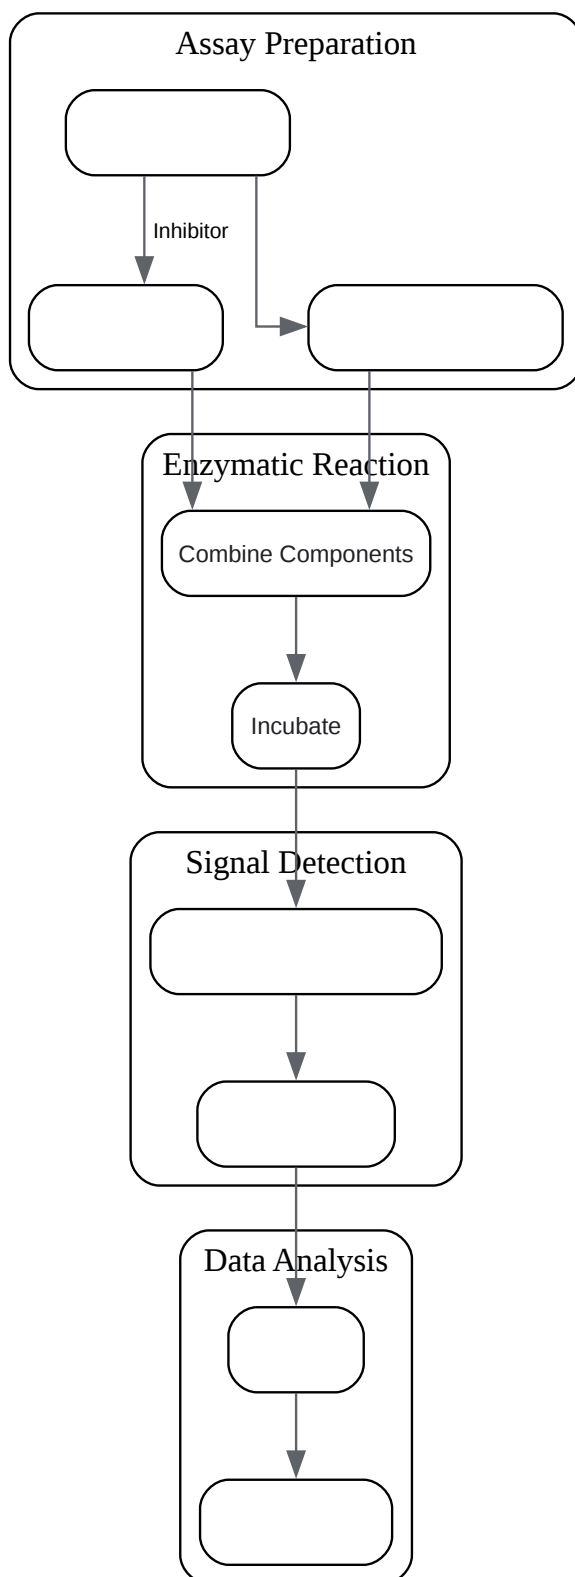 Assay Preparation
Inhibitor
Enzymatic Reaction
Combine Components
Incubate
Signal Detection
Data Analysis